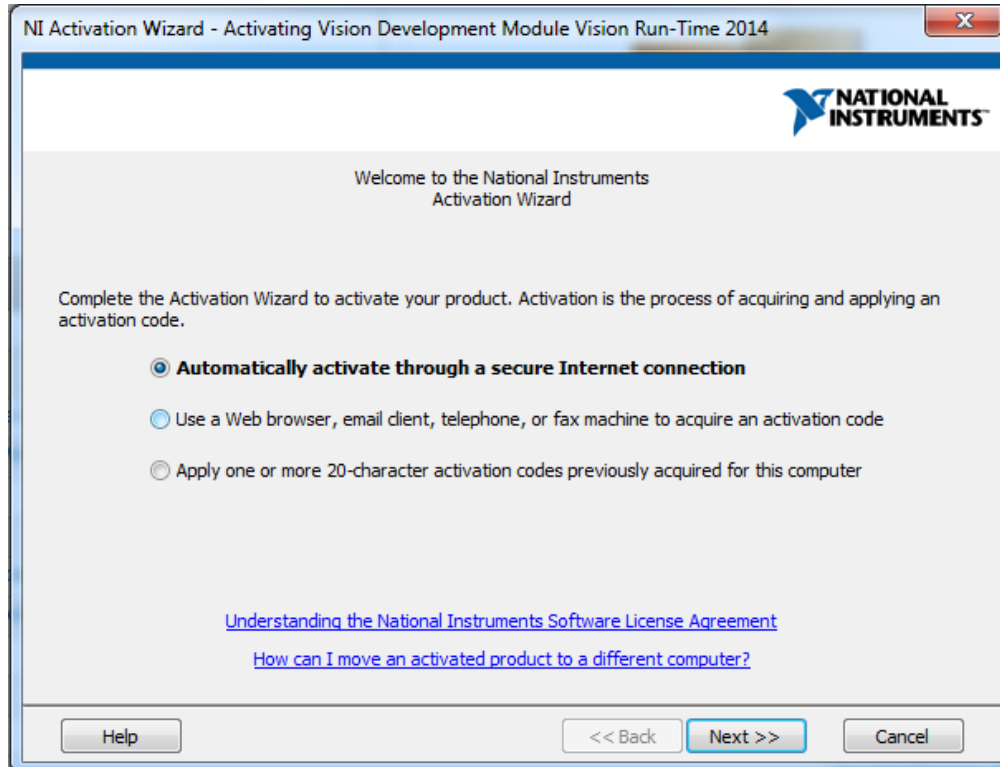 NI Activation Wizard - Activating Vision Development Module Vision Run-Time 2014
NATIONAL
INSTRUMENTS
Welcome to the National Instruments
Activation Wizard
Complete the Activation Wizard to activate your product. Activation is the process of acquiring and applying an
activation code.
Automatically activate through a secure Internet connection
Use a Web browser, email client, telephone, or fax machine to acquire an activation code
Apply one or more 20-character activation codes previously acquired for this computer
Understanding the National Instruments Software License Agreement
How can I move an activated product to a different computer?
Help
<< Back
Next >>
Cancel